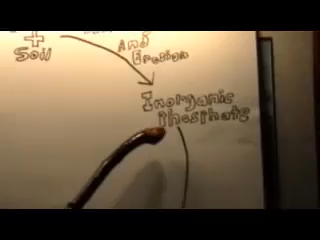 +
Soil
And
Erosion
Inorganic
Phosphate